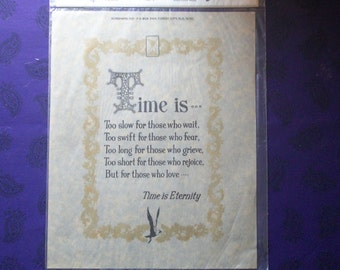 Time is...
Too slow for those who wait,
Too swift for those who fear,
Too long for those who grieve,
Too short for those who rejoice,
But for those who love...
Time is Eternity